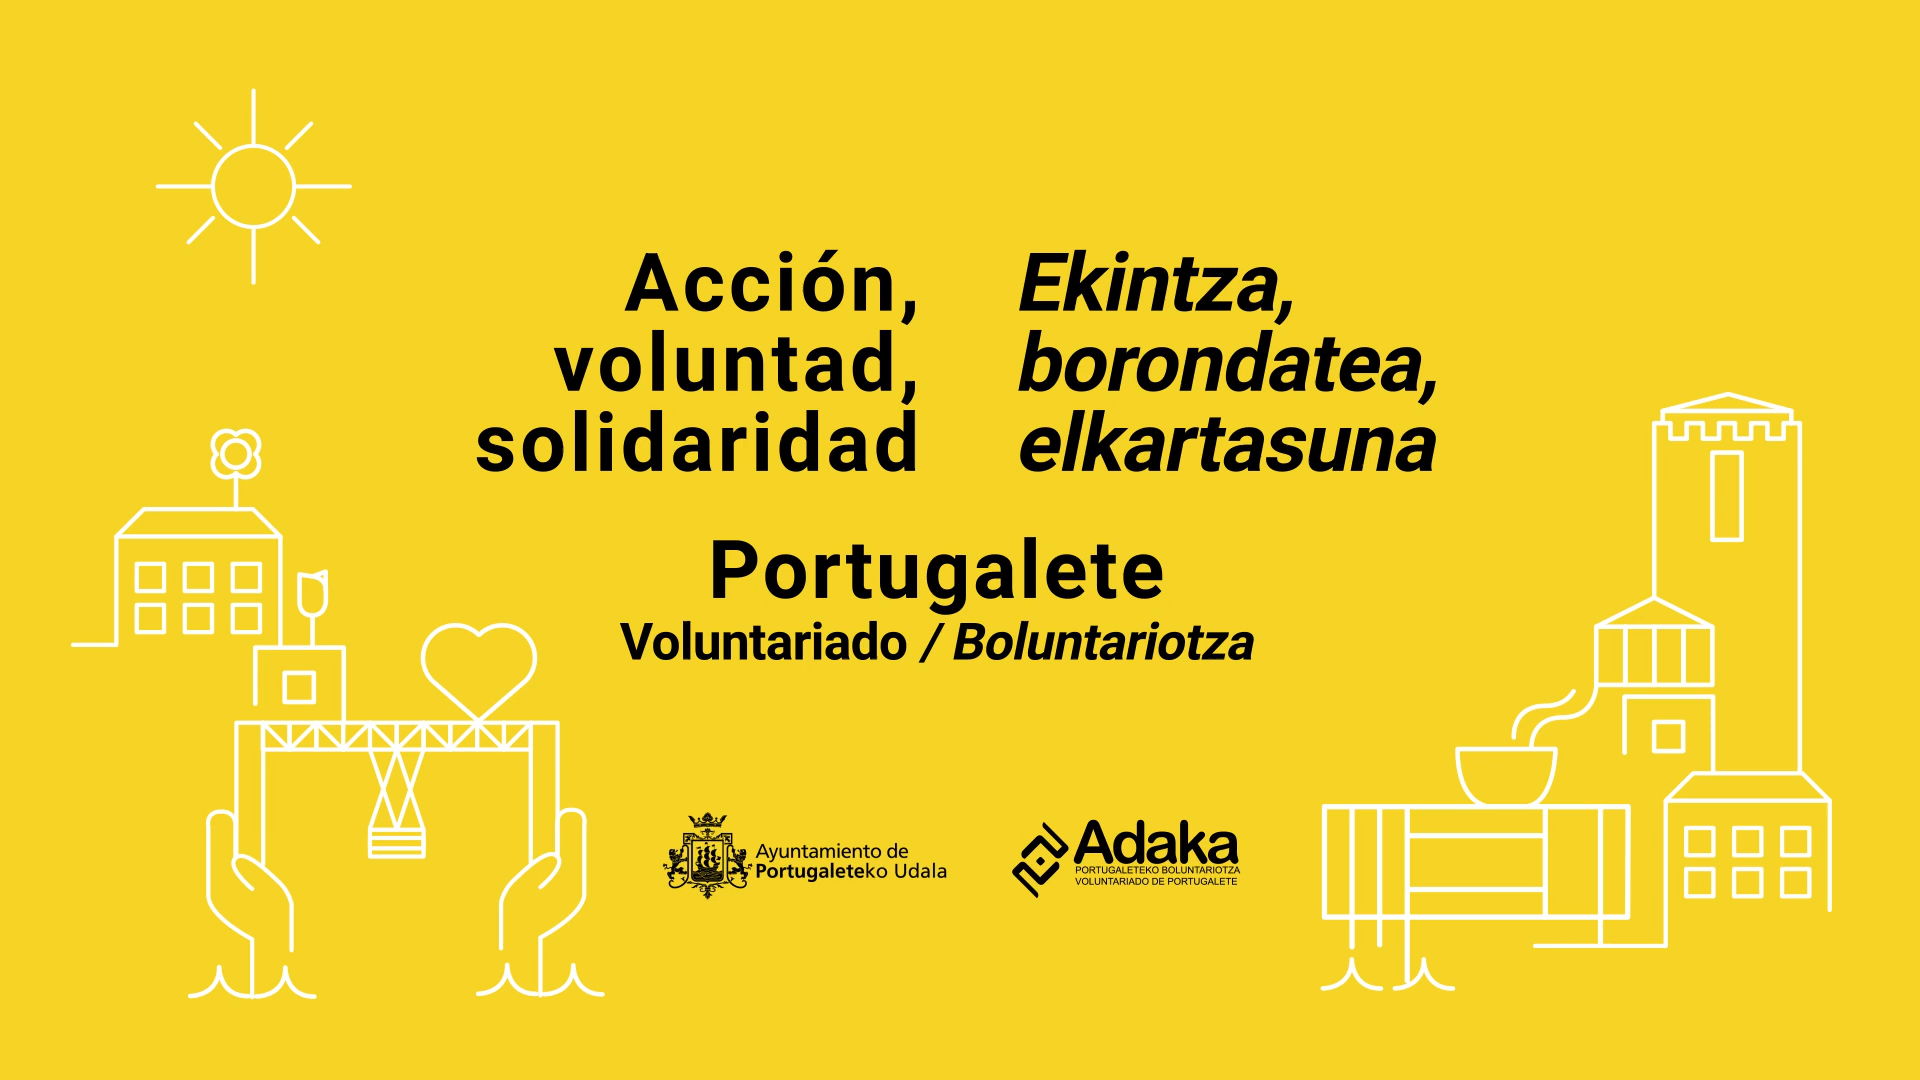 Acción,
voluntad,
solidaridad
Ekintza,
borondatea,
elkartasuna
Portugalete
Voluntariado / Boluntariotza
Ayuntamiento de
Portugaleteko Udala
Adaka
PORTUGALETEKO BOLUNTARIOTZA
VOLUNTARIADO DE PORTUGALETE